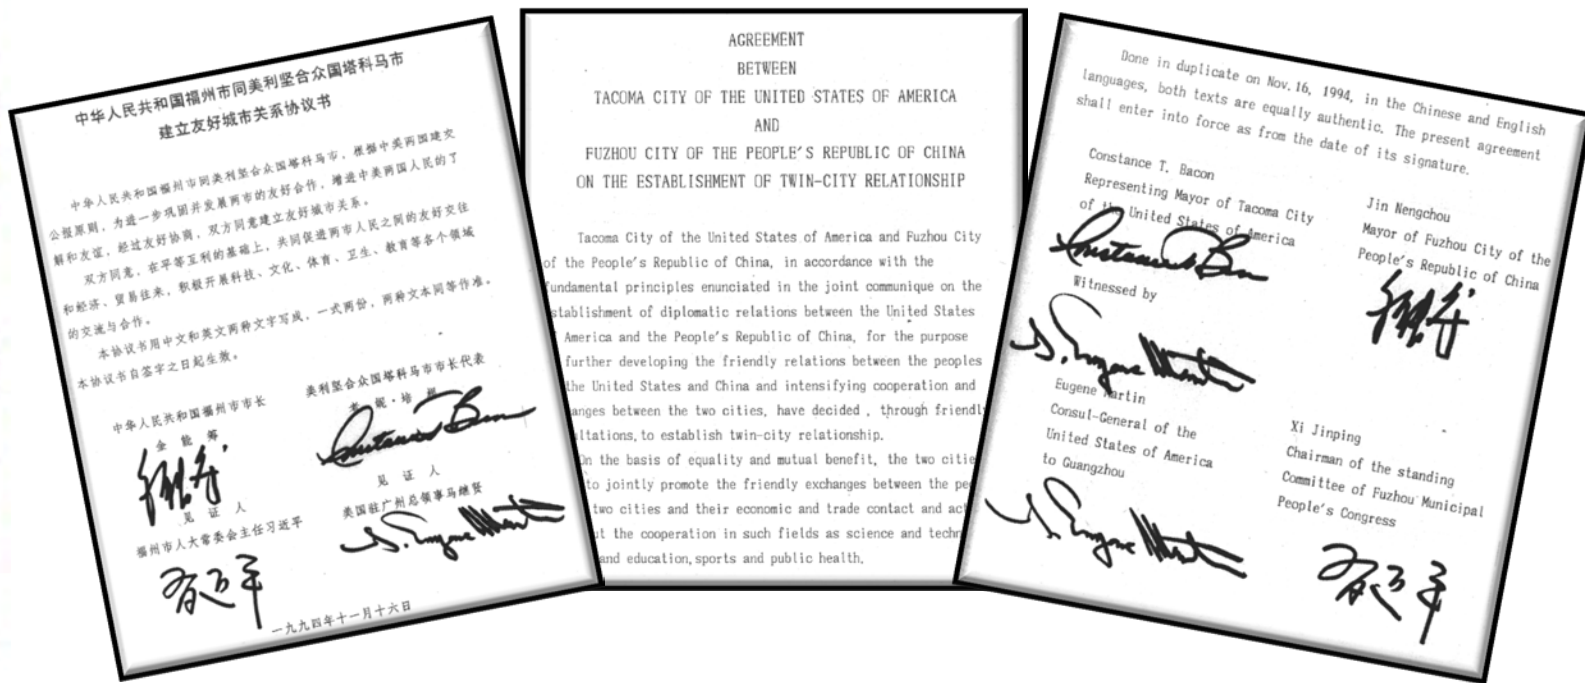 中华人民共和国福州市同美利坚合众国塔科马市
建立友好城市关系协议书
中华人民共和国福州市同美利坚合众国塔科马市，根据中美两国建交
公报原则，为进一步巩固并发展两市的友好合作，增进中美两国人民的了
解和友谊，经过友好协商，双方同意建立友好城市关系。
双方同意，在平等互利的基础上，共同促进两市人民之间的友好交往
和经济、贸易往来，积极开展科技、文化、体育、卫生、教育等各个领域
的交流与合作。
本协议书用中文和英文两种文字写成，一式两份，两种文本同等作准。
本协议书自签字之日起生效。
中华人民共和国福州市市长
金能筹
见证人
福州市人大常委会主任习近平
美利坚合众国塔科马市市长代表
妮·培根
见证人
美国驻广州总领事马继贤
一九九四年十一月十六日
AGREEMENT
BETWEEN
TACOMA CITY OF THE UNITED STATES OF AMERICA
AND
FUZHOU CITY OF THE PEOPLE'S REPUBLIC OF CHINA
ON THE ESTABLISHMENT OF TWIN-CITY RELATIONSHIP
Tacoma City of the United States of America and Fuzhou City
of the People's Republic of China, in accordance with the
fundamental principles enunciated in the joint communique on the
stablishment of diplomatic relations between the United States
America and the People's Republic of China, for the purpose
further developing the friendly relations between the peoples
the United States and China and intensifying cooperation and
anges between the two cities, have decided , through friendly
ltations, to establish twin-city relationship.
On the basis of equality and mutual benefit, the two citie
to jointly promote the friendly exchanges between the pe
two cities and their economic and trade contact and ac
ut the cooperation in such fields as science and techn
and education, sports and public health.
Done in duplicate on Nov. 16, 1994, in the Chinese and English
languages, both texts are equally authentic. The present agreement
shall enter into force as from the date of its signature.
Constance T. Bacon
Representing Mayor of Tacoma City
of the United States of America
Witnessed by
Eugene Martin
Consul-General of the
United States of America
to Guangzhou
Jin Nengchou
Mayor of Fuzhou City of the
People's Republic of China
Xi Jinping
Chairman of the standing
Committee of Fuzhou Municipal
People's Congress